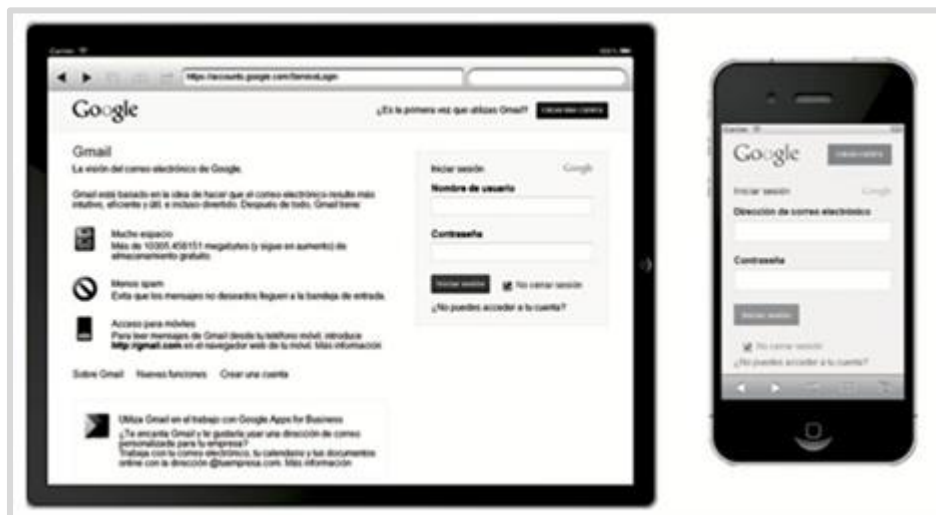 Carrier
100%
https://accounts.google.com/ServiceLogin
Google
¿Es la primera vez que utilizas Gmail?
Gmail
La visión del correo electrónico de Google.
Gmail está basado en la idea de hacer que el correo electrónico resulte más
intuitivo, eficiente y útil, e incluso divertido. Después de todo, Gmail tiene:
Mucho espacio
Más de 10305.458151 megabytes (y sigue en aumento) de
almacenamiento gratuito.
Menos spam
Evita que los mensajes no deseados lleguen a la bandeja de entrada.
Acceso para móviles
Para leer mensajes de Gmail desde tu teléfono móvil, introduce
http://gmail.com en el navegador web de tu móvil. Más información
Sobre Gmail Nuevas funciones Crear una cuenta
Utiliza Gmail en el trabajo con Google Apps for Business
¿Te encanta Gmail y te gustaría usar una dirección de correo
personalizada para tu empresa?
Trabaja con tu correo electrónico, tu calendario y tus documentos
online con la dirección @tuempresa.com. Más información
Iniciar sesión Google
Nombre de usuario
Contraseña
Iniciar sesión No cerrar sesión
¿No puedes acceder a tu cuenta?
Carrier
Google
Iniciar sesión Google
Dirección de correo electrónico
Contraseña
Iniciar sesión
No cerrar sesión
¿No puedes acceder a tu cuenta?